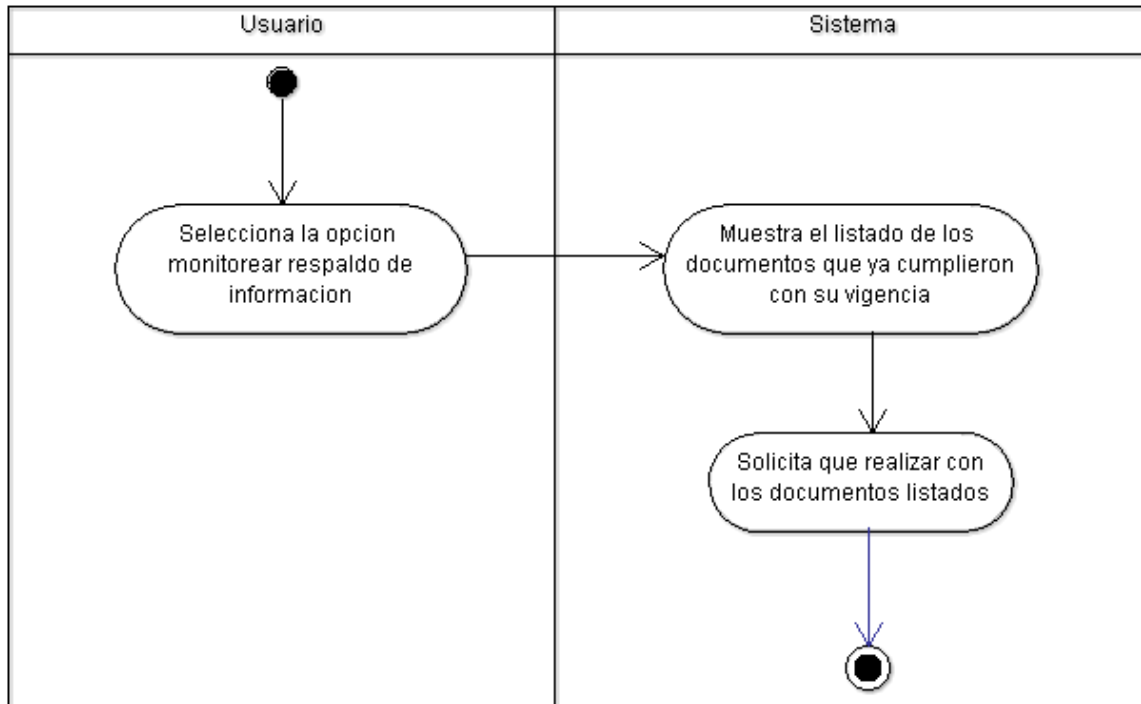 Usuario
Sistema
Selecciona la opcion
monitorear respaldo de
informacion
Muestra el listado de los
documentos que ya cumplieron
con su vigencia
Solicita que realizar con
los documentos listados